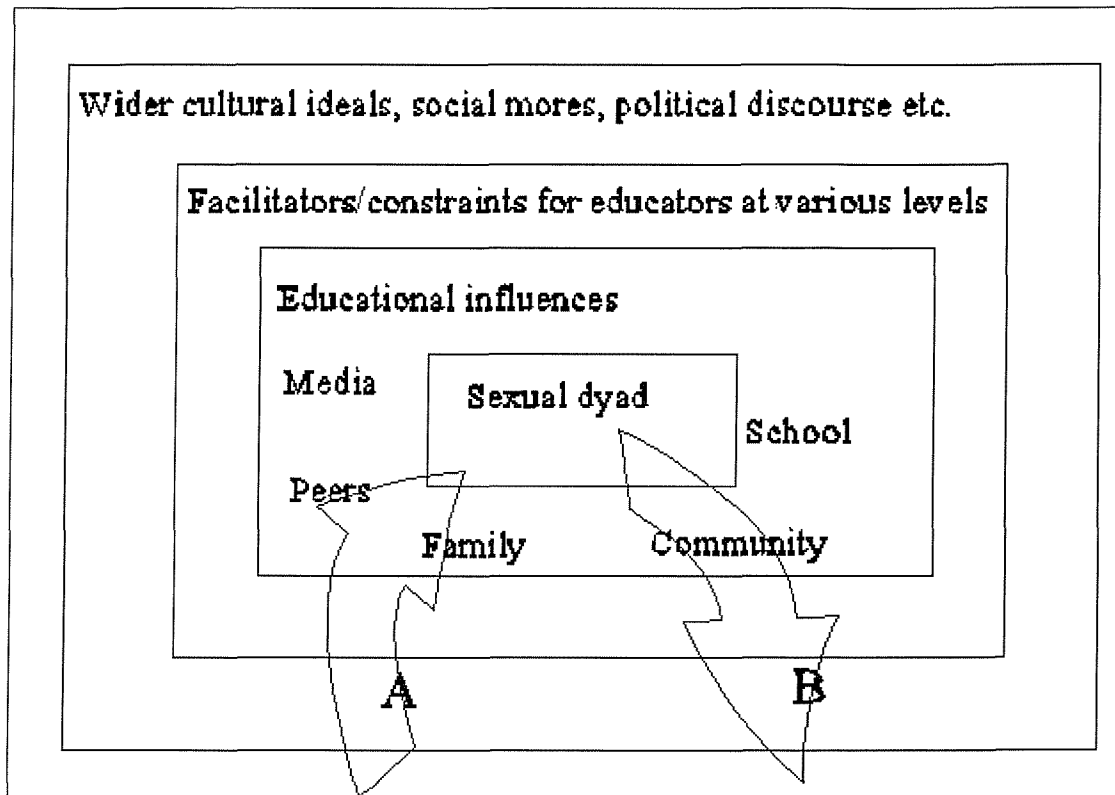 Wider cultural ideals, social mores, political discourse etc.
Facilitators/constraints for educators at various levels
Educational influences
Media
Sexual dyad
School
Peers
Family
Community
A
B